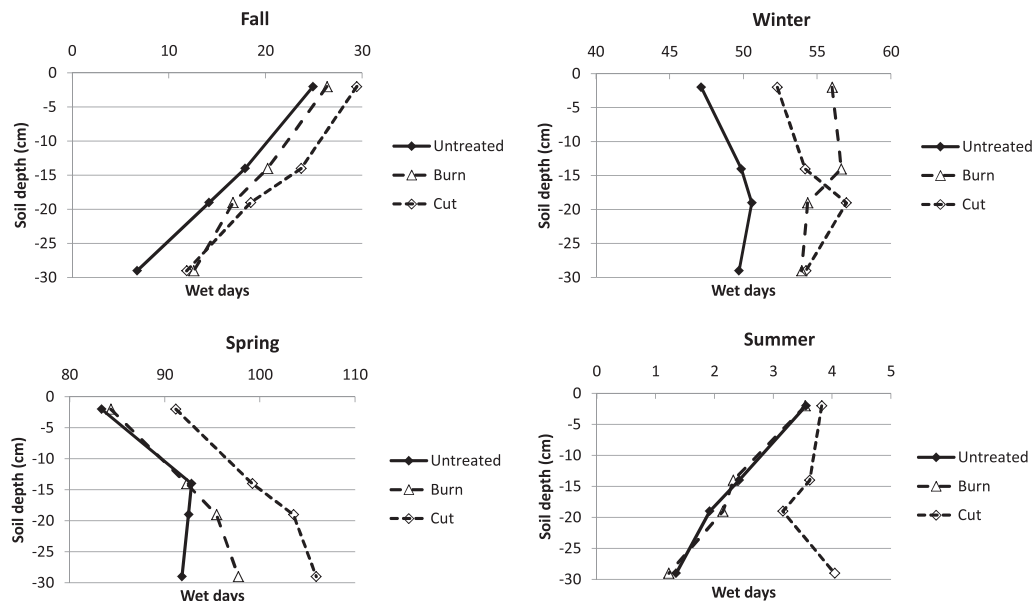 Fall
0 10 20 30
0
-5
-10
-15
-20
-25
-30
Soil depth (cm)
Wet days
Untreated
Burn
Cut
Winter
40 45 50 55 60
0
-5
-10
-15
-20
-25
-30
Soil depth (cm)
Wet days
Untreated
Burn
Cut
Spring
80 90 100 110
0
-5
-10
-15
-20
-25
-30
Soil depth (cm)
Wet days
Untreated
Burn
Cut
Summer
0 1 2 3 4 5
0
-5
-10
-15
-20
-25
-30
Soil depth (cm)
Wet days
Untreated
Burn
Cut